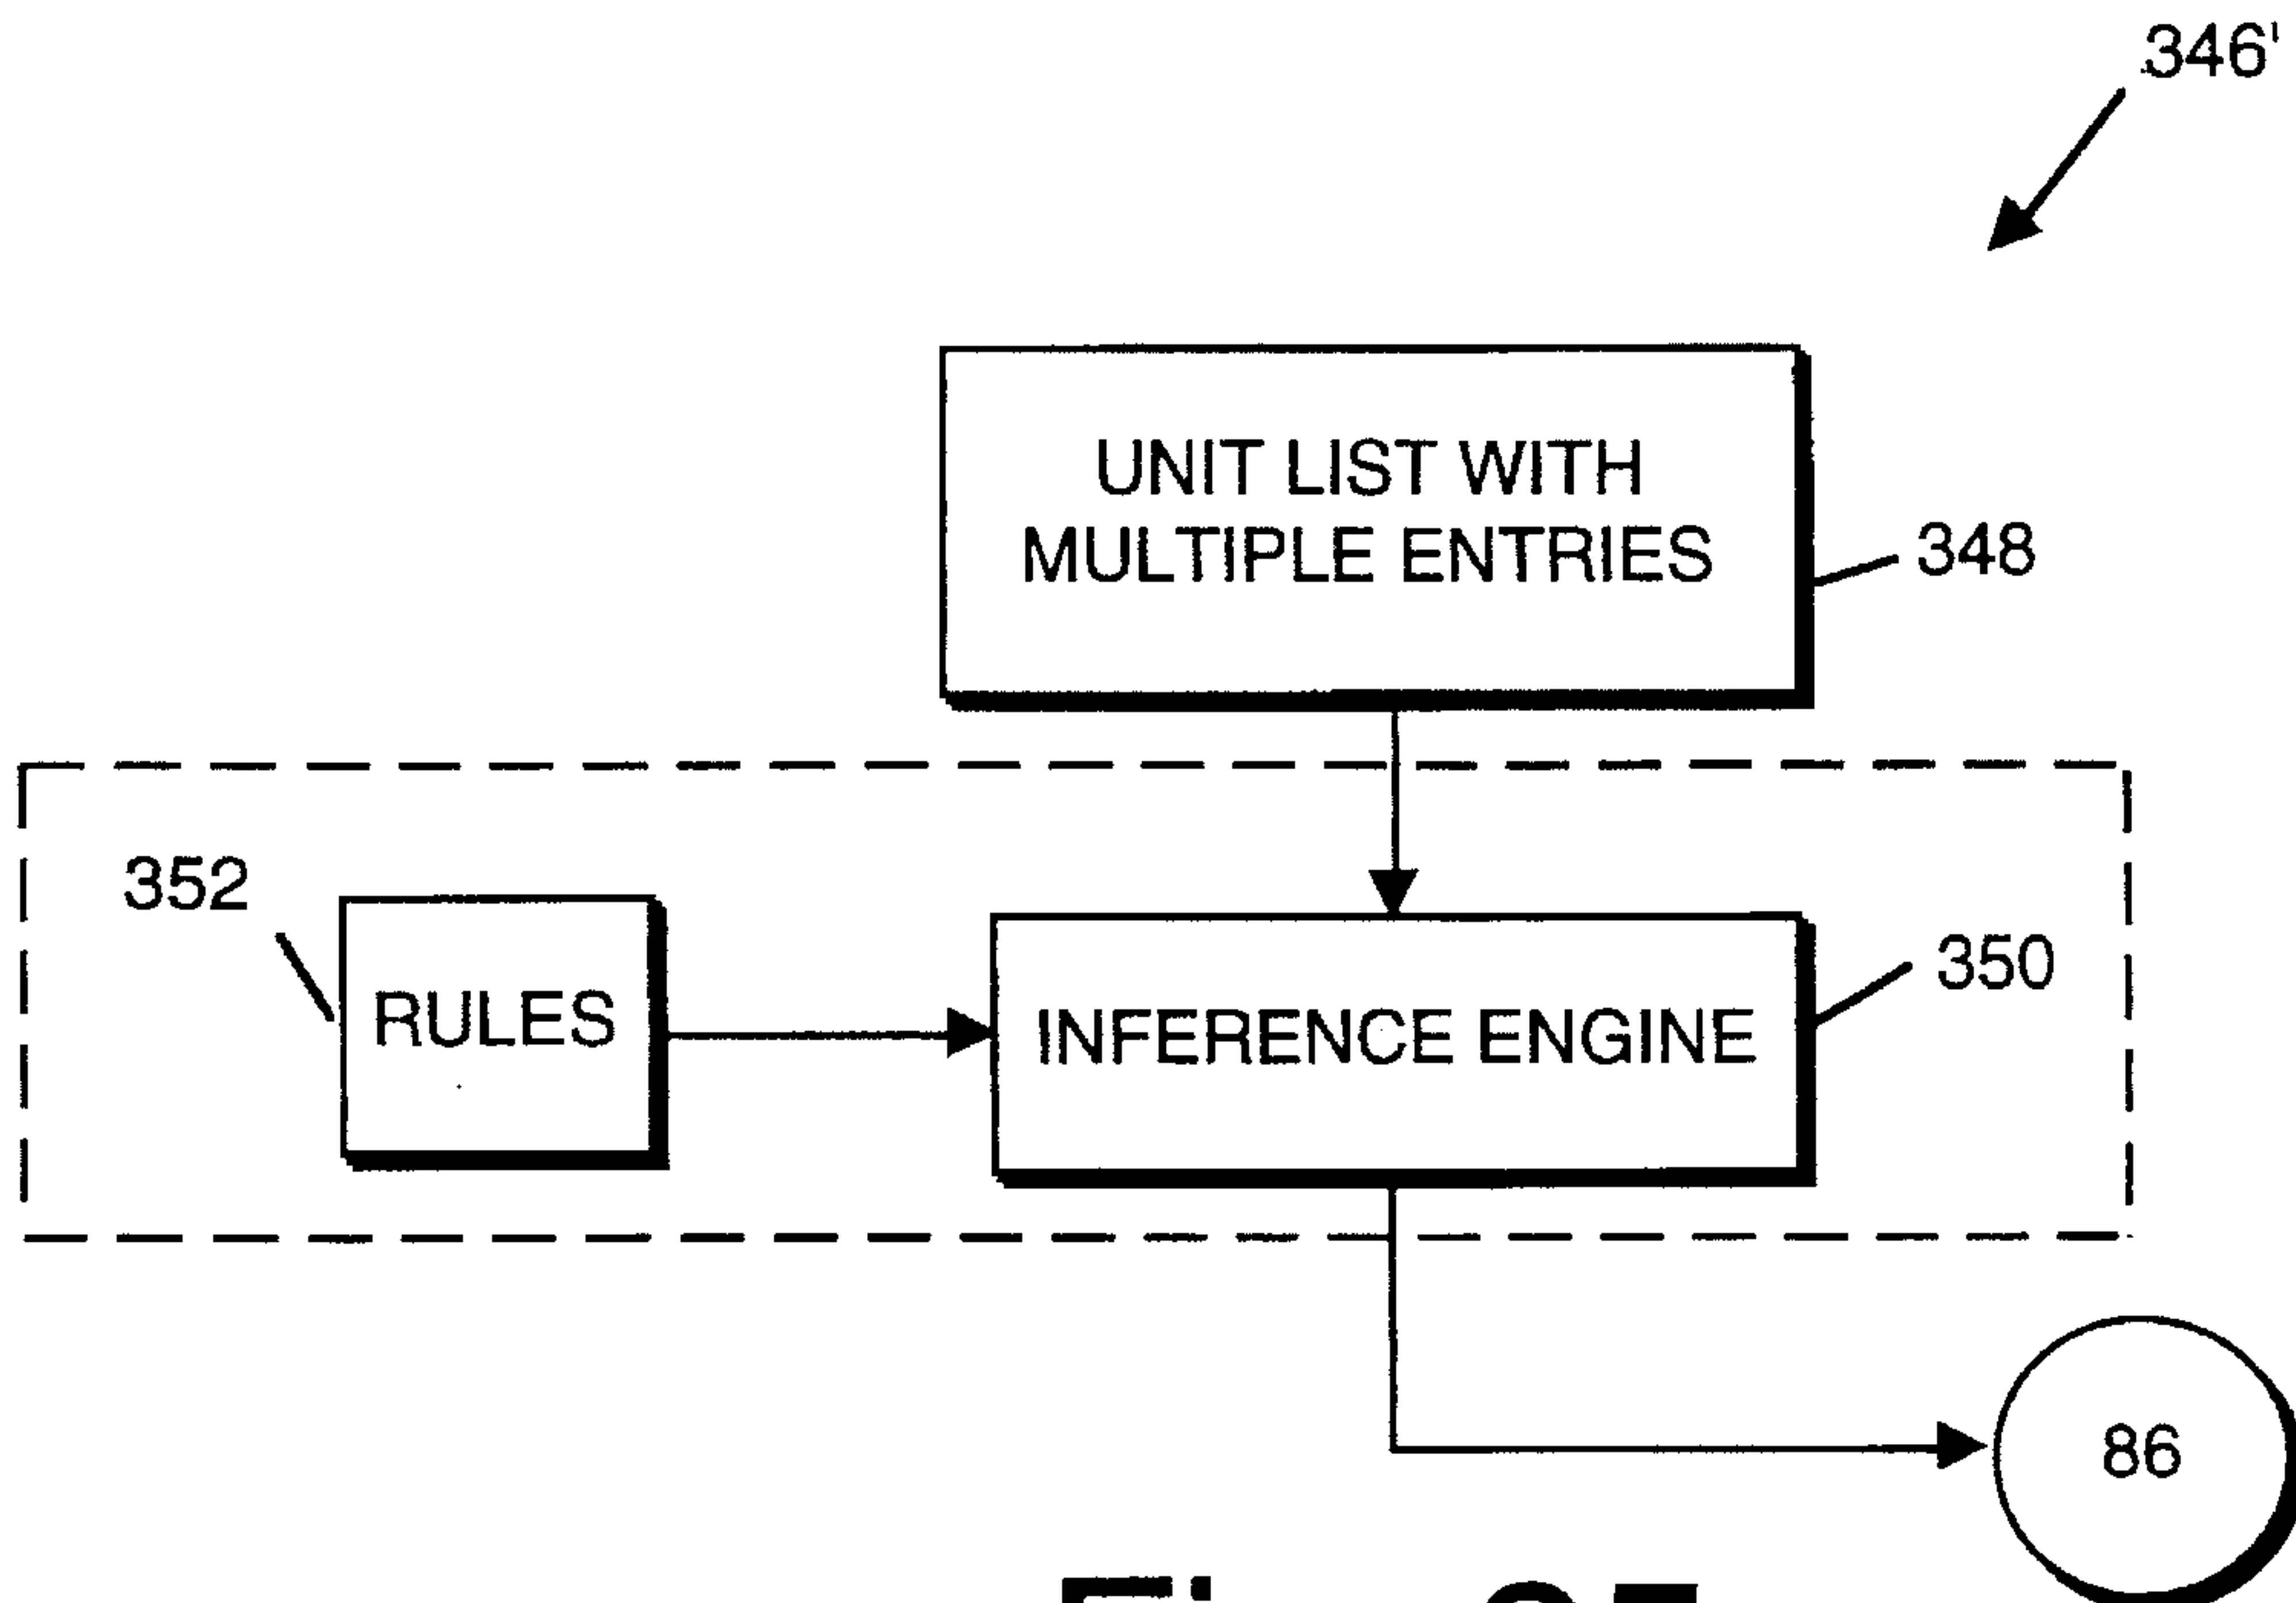 346'
UNIT LIST WITH
MULTIPLE ENTRIES
348
352
RULES
INFERENCE ENGINE
350
86